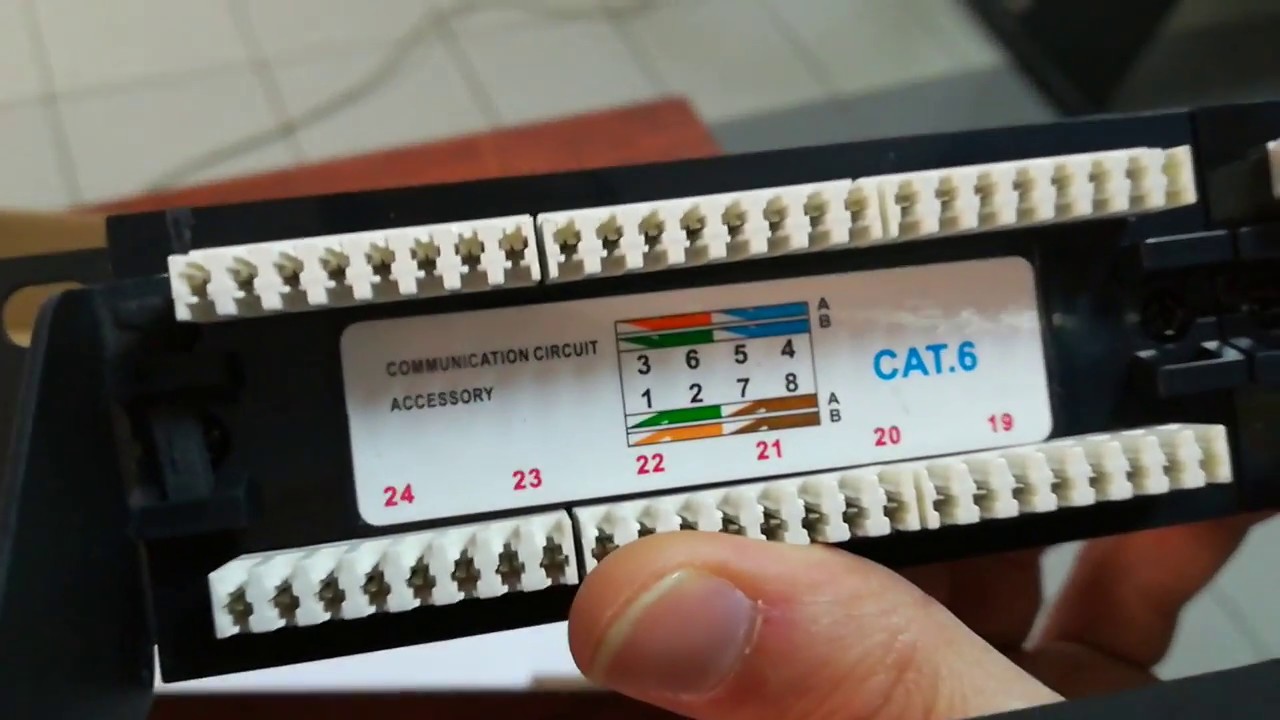 COMMUNICATION CIRCUIT
ACCESSORY
A
B
3 6 5 4
1 2 7 8
A
B
CAT.6
24 23 22 21 20 19